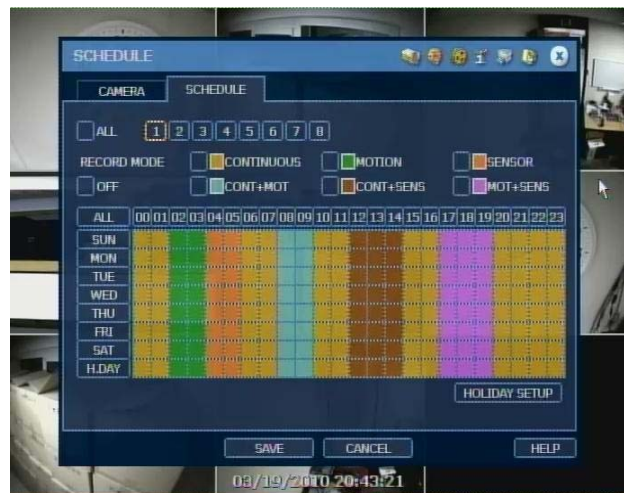 SCHEDULE
CAMERA SCHEDULE
ALL 1 2 3 4 5 6 7 8
RECORD MODE CONTINUOUS MOTION SENSOR
OFF CONT+MOT CONT+SENS MOT+SENS
ALL 00 01 02 03 04 05 06 07 08 09 10 11 12 13 14 15 16 17 18 19 20 21 22 23
SUN
MON
TUE
WED
THU
FRI
SAT
H.DAY
HOLIDAY SETUP
SAVE CANCEL HELP
03/19/2010 20:43:21